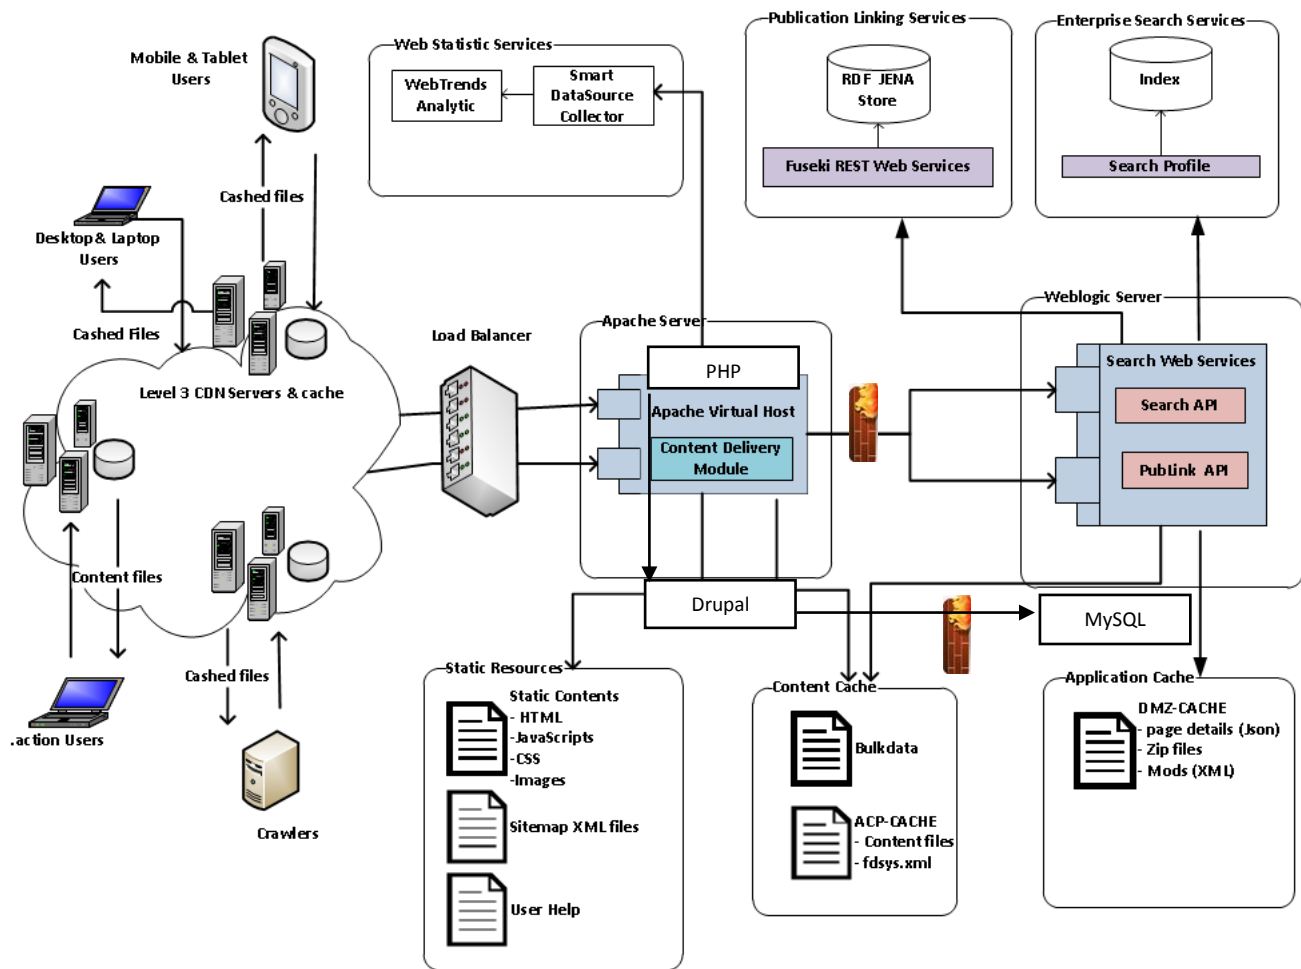 Publication Linking Services
Enterprise Search Services
Mobile & Tablet
Users
Web Statistic Services
WebTrends
Analytic
Smart
DataSource
Collector
RDF JENA
Store
Index
Fuseki REST Web Services
Search Profile
Cashed files
Desktop & Laptop
Users
Cashed Files
Load Balancer
Apache Server
Weblogic Server
PHP
Search Web Services
Level 3 CDN Servers & cache
Apache Virtual Host
Search API
Content Delivery
Module
PubLink API
Content files
Drupal
MySQL
Cashed files
Static Resources
Content Cache
Application Cache
.action Users
Static Contents
- HTML
-JavaScripts
-CSS
-Images
Bulkdata
DMZ-CACHE
- page details (Json)
- Zip files
- Mods (XML)
Crawlers
Sitemap XML files
ACP-CACHE
- Content files
- fdsys.xml
User Help